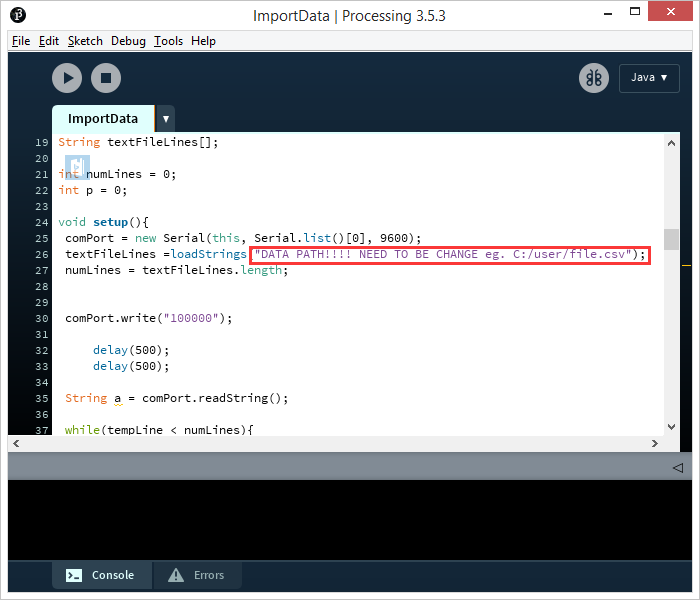 ImportData | Processing 3.5.3
File Edit Sketch Debug Tools Help
Java ▼
ImportData ▼
19 String textFileLines[];
20
21 int numLines = 0;
22 int p = 0;
23
24 void setup(){
25 comPort = new Serial(this, Serial.list()[0], 9600);
26 textFileLines =loadStrings("DATA PATH!!!! NEED TO BE CHANGE eg. C:/user/file.csv");
27 numLines = textFileLines.length;
28
29
30 comPort.write("100000");
31
32 delay(500);
33 delay(500);
34
35 String a = comPort.readString();
36
37 while(tempLine < numLines){
Console Errors